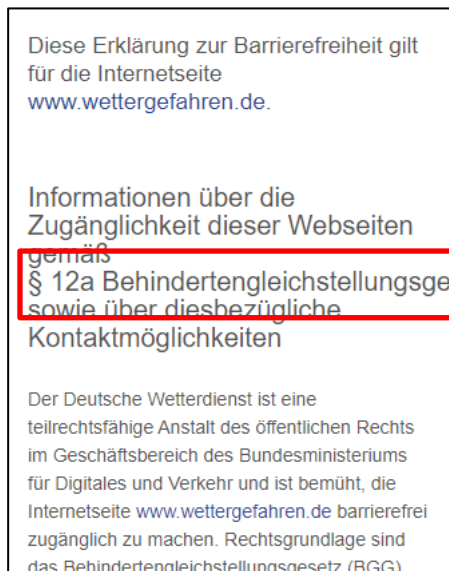 Diese Erklärung zur Barrierefreiheit gilt
für die Internetseite
www.wettergefahren.de.
Informationen über die
Zugänglichkeit dieser Webseiten
gemäß
§ 12a Behindertengleichstellungsge
sowie über diesbezügliche
Kontaktmöglichkeiten
Der Deutsche Wetterdienst ist eine
teilrechtsfähige Anstalt des öffentlichen Rechts
im Geschäftsbereich des Bundesministeriums
für Digitales und Verkehr und ist bemüht, die
Internetseite www.wettergefahren.de barrierefrei
zugänglich zu machen. Rechtsgrundlage sind
das Behindertengleichstellungsgesetz (BGG)